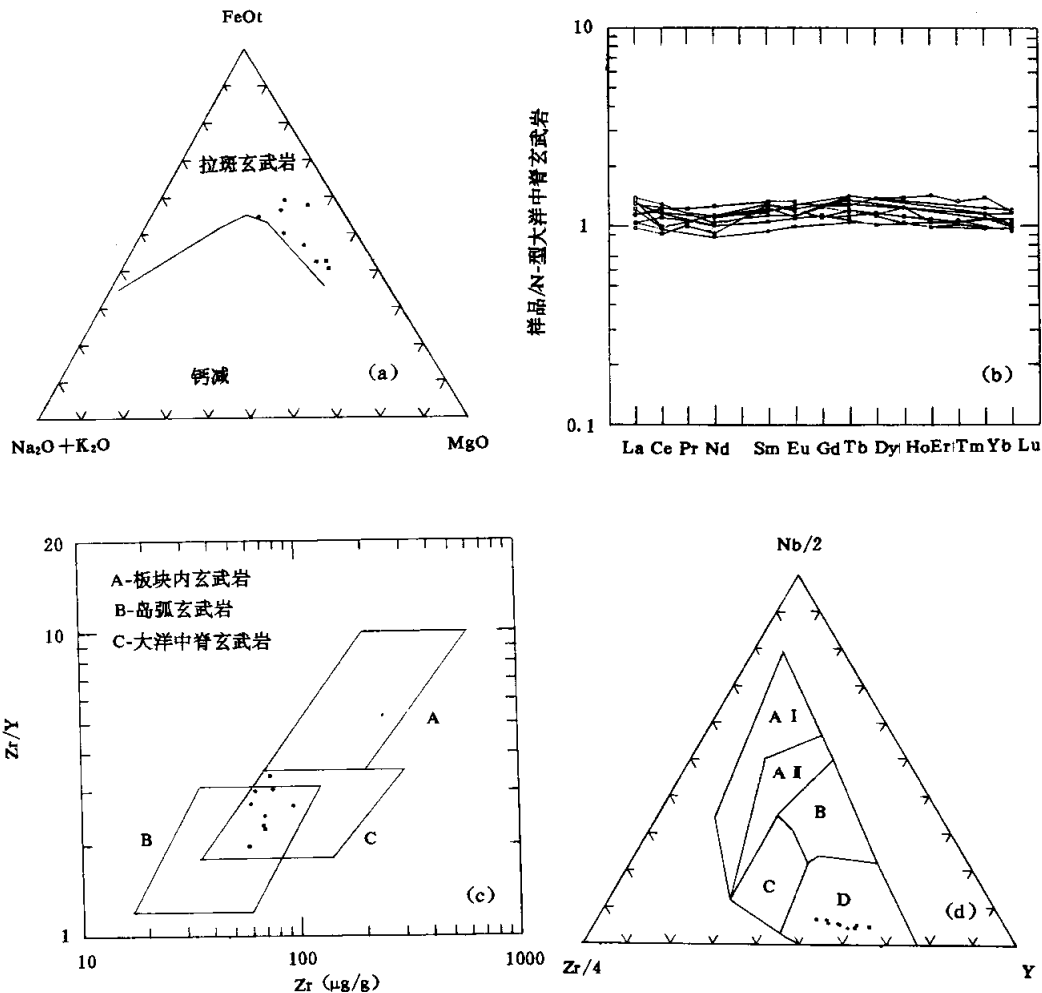 FeOt
拉斑玄武岩
钙减
(a)
Na₂O+K₂O
MgO
10
1
0.1
样品/N-型大洋中脊玄武岩
(b)
La Ce Pr Nd Sm Eu Gd Tb Dy Ho Er Tm Yb Lu
20
10
1
Zr/Y
A-板块内玄武岩
B-岛弧玄武岩
C-大洋中脊玄武岩
A
B
C
(c)
10
100
1000
Zr (μg/g)
Nb/2
A I
A II
B
C
D
(d)
Zr/4
Y